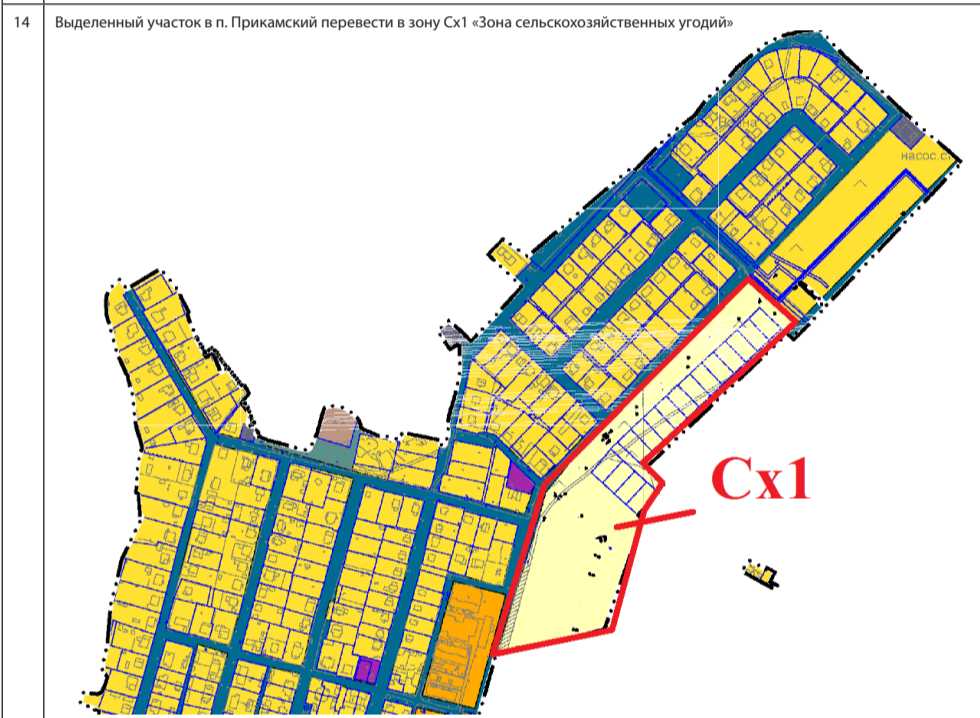 14
Выделенный участок в п. Прикамский перевести в зону Сх1 «Зона сельскохозяйственных угодий»
насос.ст
Сх1